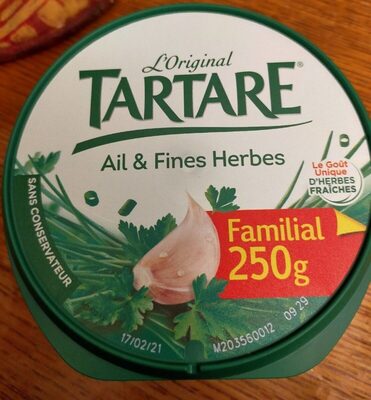 L'Original
TARTARE®
Ail & Fines Herbes
Le Goût
Unique
D'HERBES
FRAÎCHES
SANS CONSERVATEUR
Familial
250g
17/02/21
M203560012
09 29